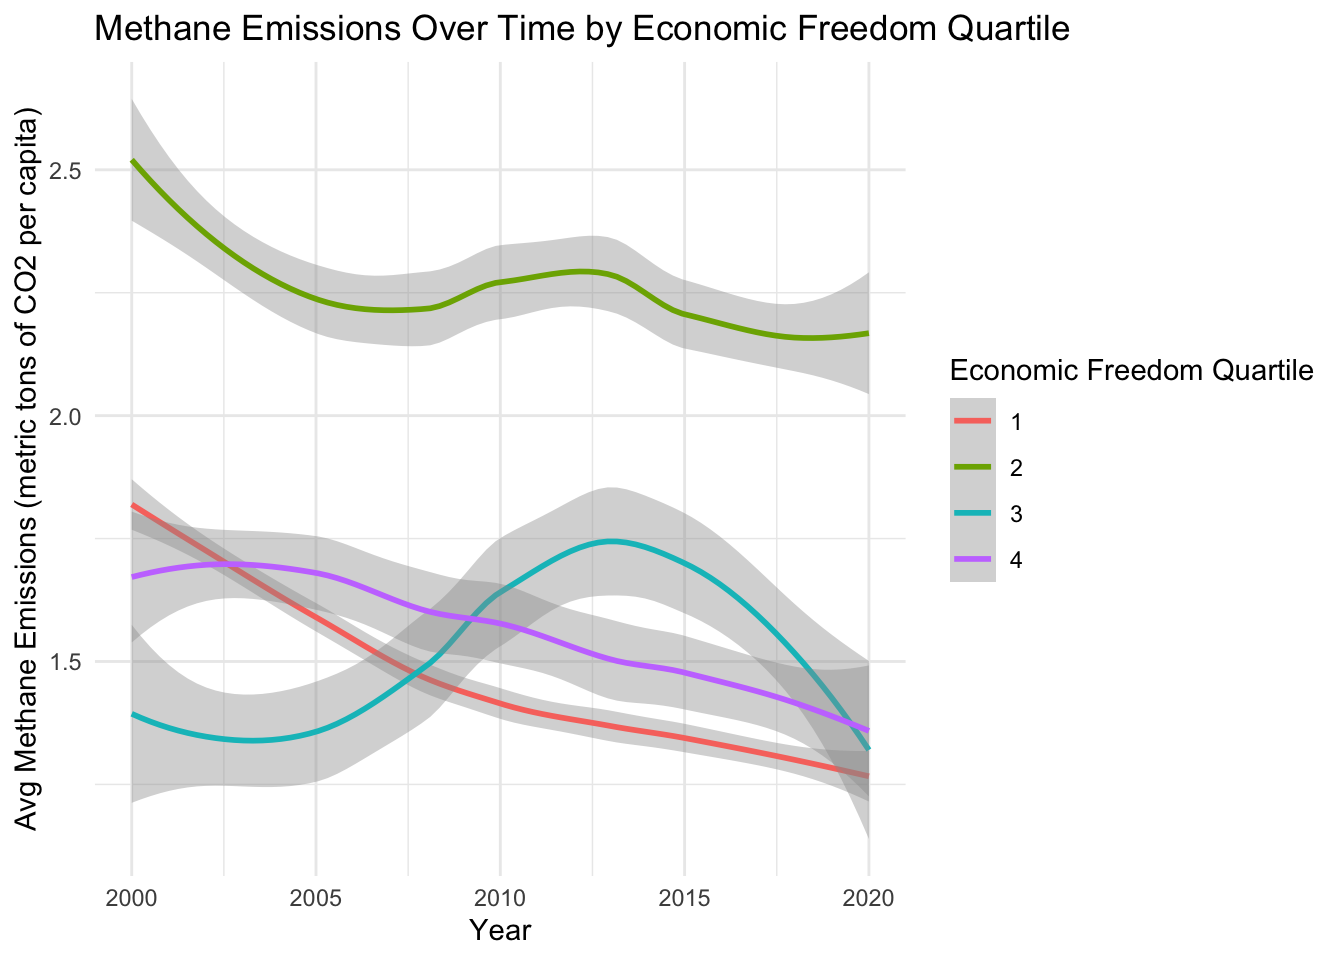 Methane Emissions Over Time by Economic Freedom Quartile
Avg Methane Emissions (metric tons of CO2 per capita)
2.5
2.0
1.5
2000 2005 2010 2015 2020
Year
Economic Freedom Quartile
1
2
3
4